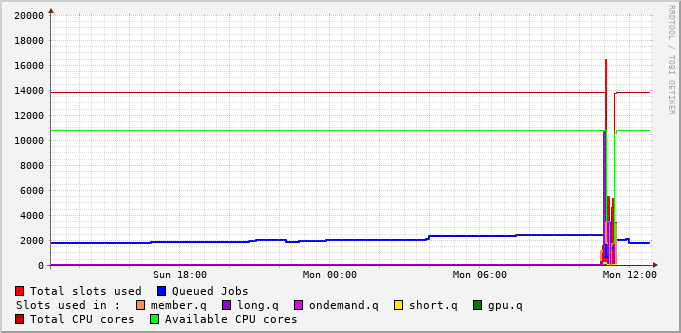 RRDTOOL / TOBI OETIKER
20000
18000
16000
14000
12000
10000
8000
6000
4000
2000
0
Sun 18:00 Mon 00:00 Mon 06:00 Mon 12:00
Total slots used Queued Jobs
Slots used in : member.q long.q ondemand.q short.q gpu.q
Total CPU cores Available CPU cores